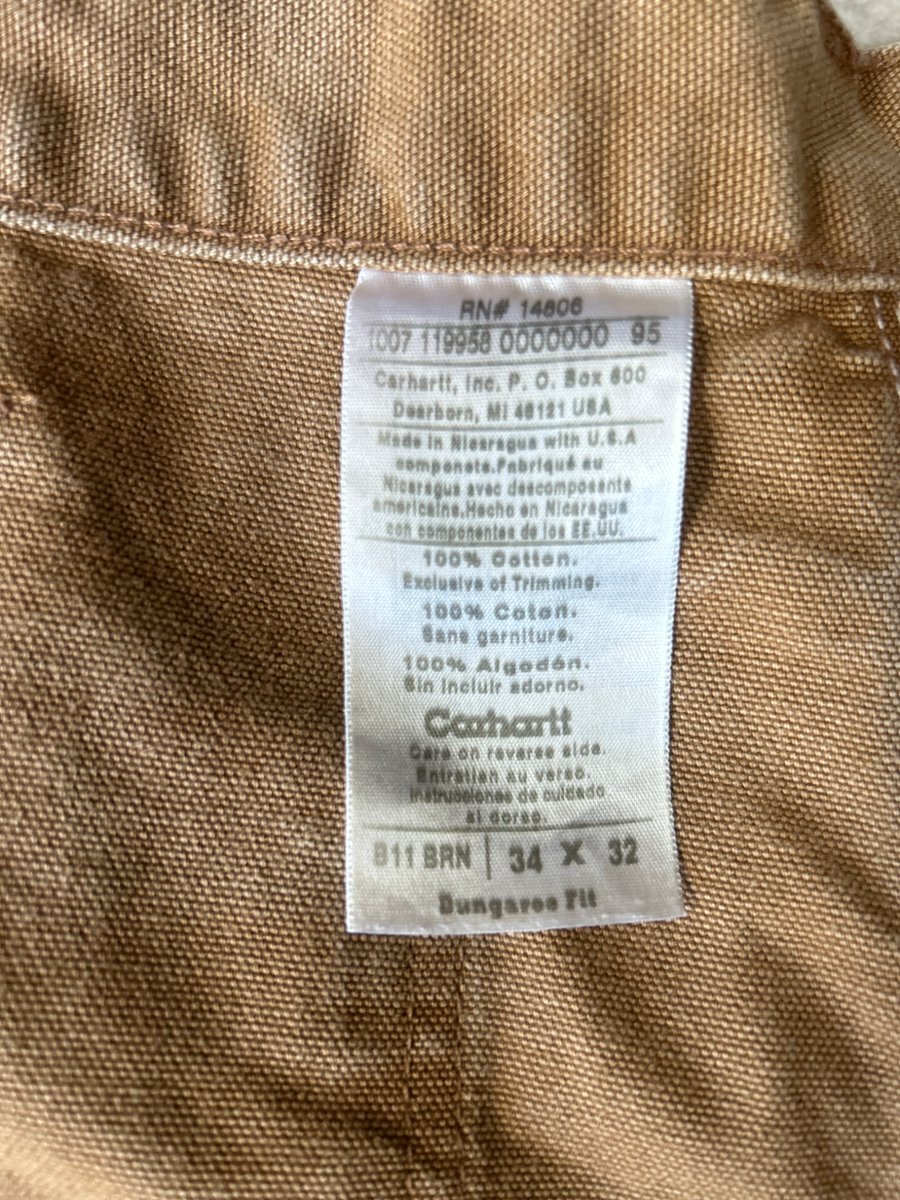 RN# 14806
1007 119958 0000000 95
Carhartt, Inc. P. O. Box 600
Dearborn, MI 48121 USA
Made in Nicaragua with U.S.A
componets.Fabriqué au
Nicaragua avec descomposants
americaine.Hecho en Nicaragua
con componentes de los EE.UU.
100% Cotton.
Exclusive of Trimming.
100% Coton.
Sans garniture.
100% Algodón.
Sin incluir adorno.
Carhartt
Care on reverse side.
Entretien au verso.
Instrucciones de cuidado
al dorso.
B11 BRN | 34 X 32
Dungaree Fit